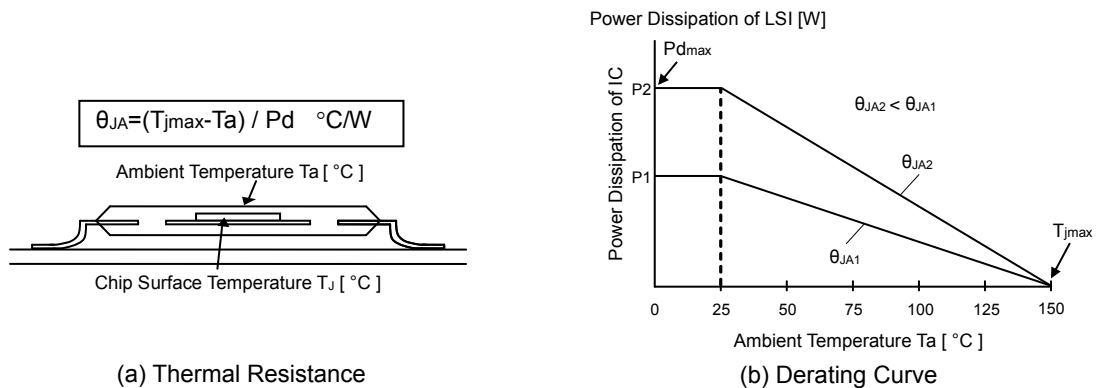 θJA=(Tjmax-Ta) / Pd °C/W
Ambient Temperature Ta [ °C ]
Chip Surface Temperature TJ [ °C ]
(a) Thermal Resistance
Power Dissipation of LSI [W]
Pdmax
Power Dissipation of IC
P2
P1
θJA2 < θJA1
θJA2
θJA1
Tjmax
0 25 50 75 100 125 150
Ambient Temperature Ta [ °C ]
(b) Derating Curve